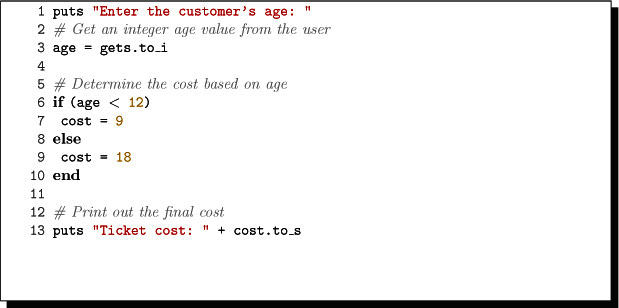 1 puts "Enter the customer’s age: "
2 # Get an integer age value from the user
3 age = gets.to_i
4
5 # Determine the cost based on age
6 if (age < 12)
7 cost = 9
8 else
9 cost = 18
10 end
11
12 # Print out the final cost
13 puts "Ticket cost: " + cost.to_s